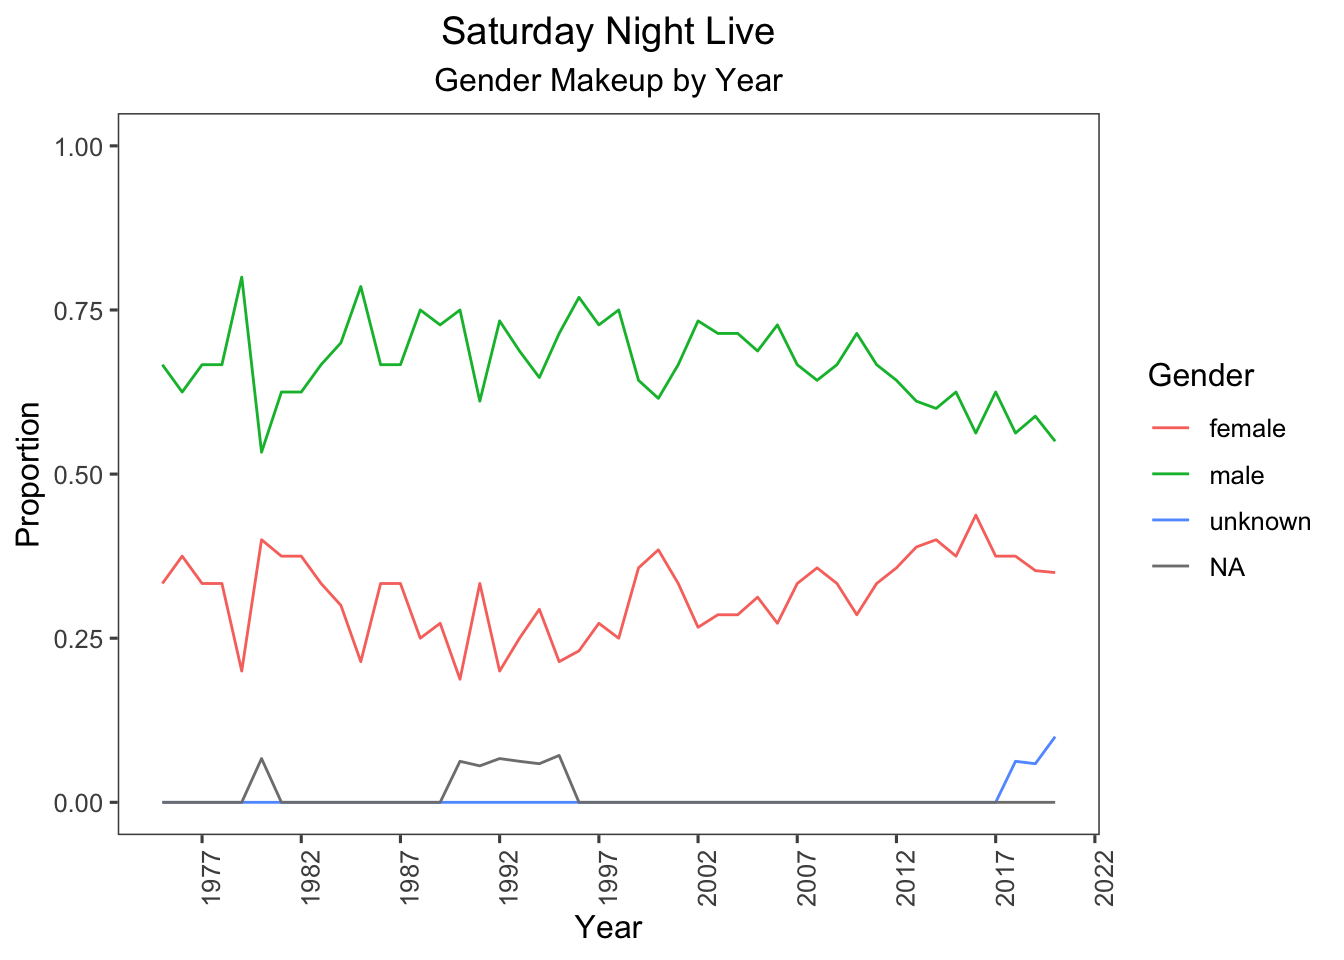 Saturday Night Live
Gender Makeup by Year
1.00
0.75
0.50
0.25
0.00
Proportion
1977
1982
1987
1992
1997
2002
2007
2012
2017
2022
Year
Gender
female
male
unknown
NA